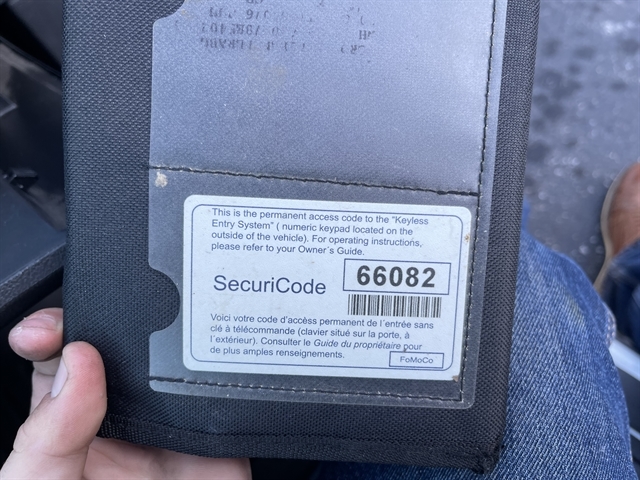 This is the permanent access code to the "Keyless
Entry System" ( numeric keypad located on the
outside of the vehicle). For operating instructions,
please refer to your Owner´s Guide.
SecuriCode
66082
Voici votre code d'accès permanent de l´entrée sans
clé à télécommande (clavier situé sur la porte, à
l´extérieur). Consulter le Guide du propriétaire pour
de plus amples renseignements.
FoMoCo